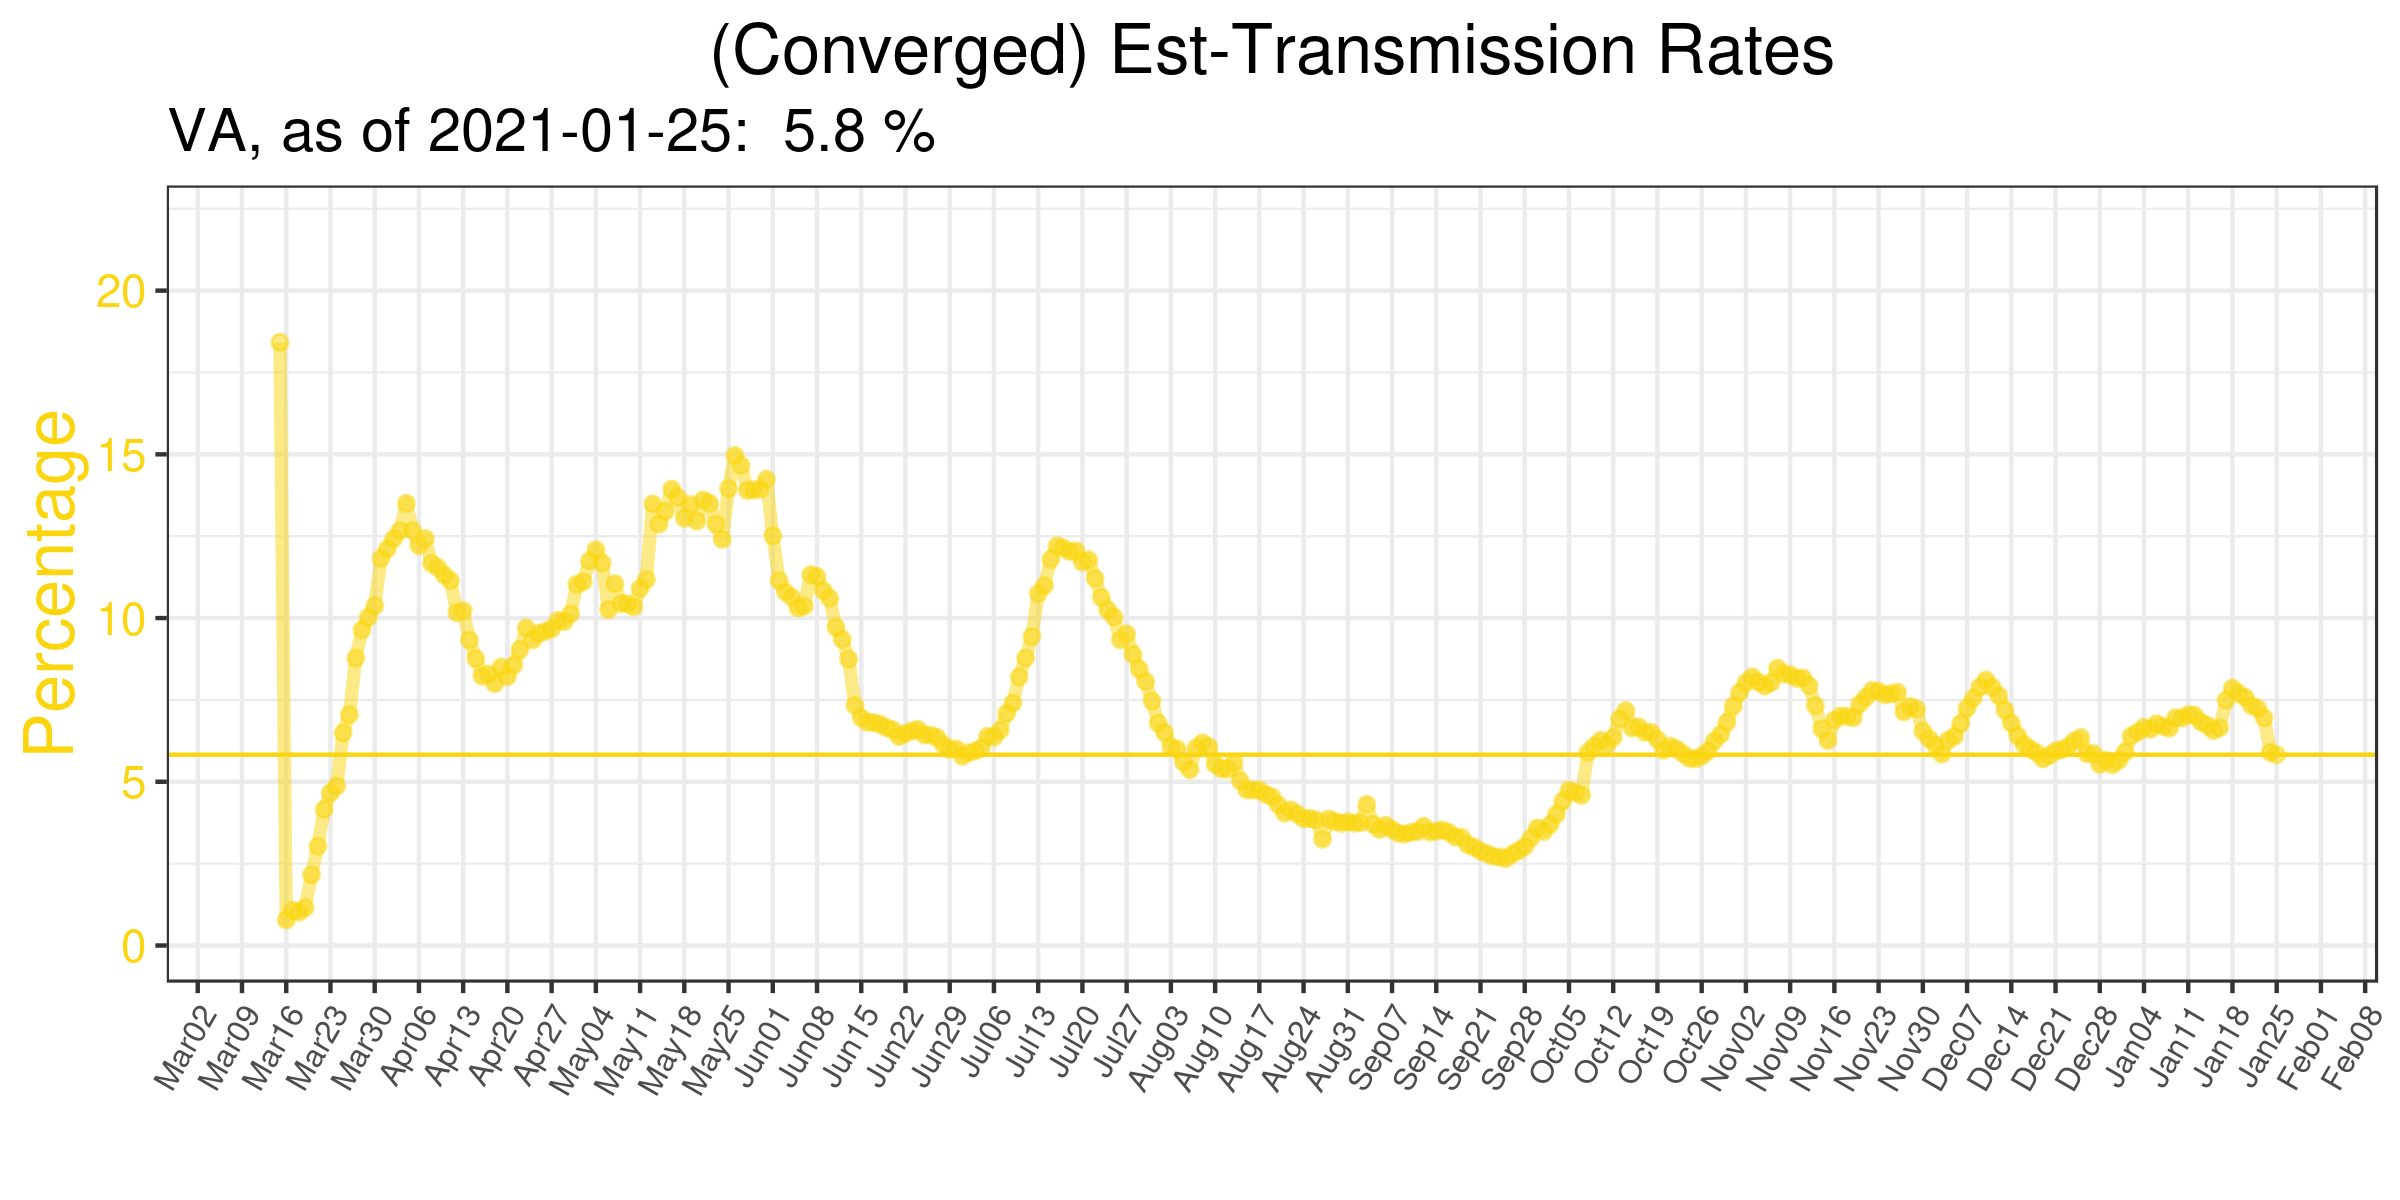 (Converged) Est-Transmission Rates
VA, as of 2021-01-25:  5.8 %
Percentage
20
15
10
5
0
Mar02 Mar09 Mar16 Mar23 Mar30 Apr06 Apr13 Apr20 Apr27 May04 May11 May18 May25 Jun01 Jun08 Jun15 Jun22 Jun29 Jul06 Jul13 Jul20 Jul27 Aug03 Aug10 Aug17 Aug24 Aug31 Sep07 Sep14 Sep21 Sep28 Oct05 Oct12 Oct19 Oct26 Nov02 Nov09 Nov16 Nov23 Nov30 Dec07 Dec14 Dec21 Dec28 Jan04 Jan11 Jan18 Jan25 Feb01 Feb08